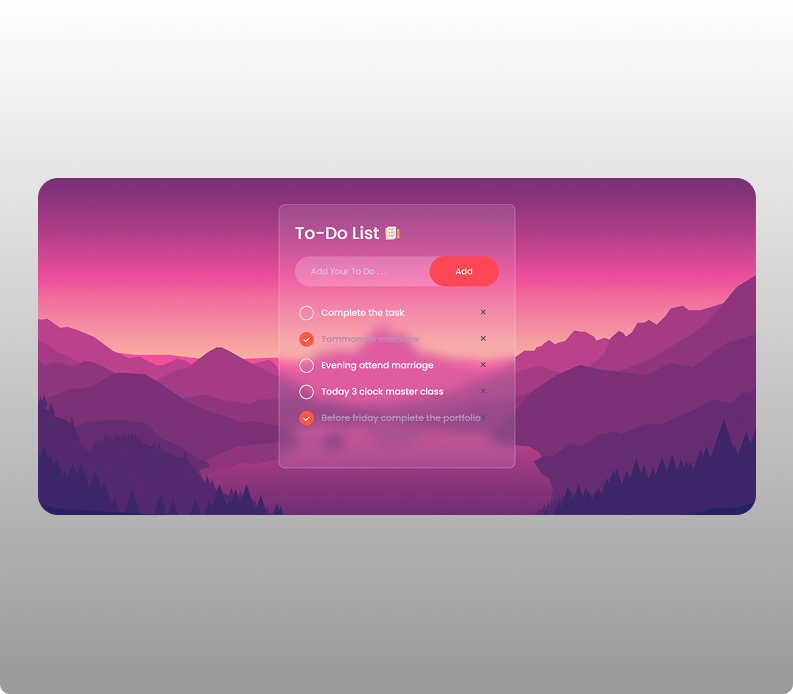 To-Do List
Add Your To Do . . .
Add
Complete the task
Tommorow interview
Evening attend marriage
Today 3 clock master class
Before friday complete the portfolio